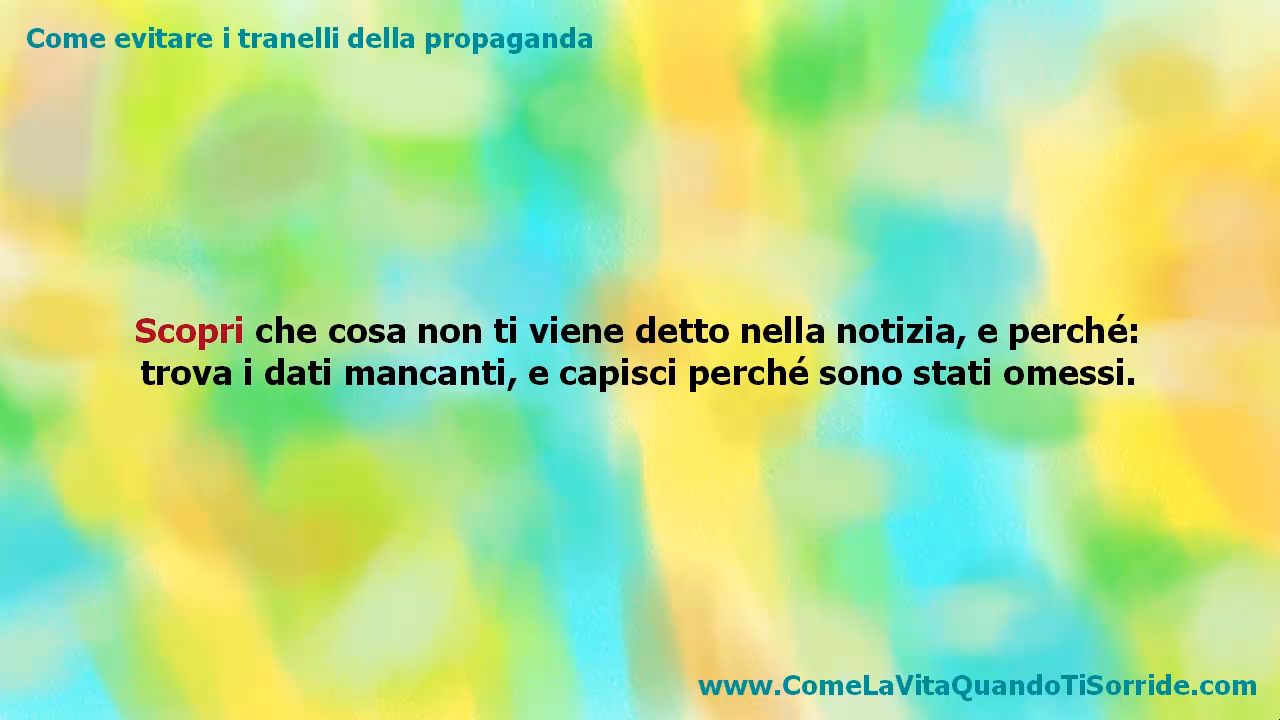 Come evitare i tranelli della propaganda
Scopri che cosa non ti viene detto nella notizia, e perché:
trova i dati mancanti, e capisci perché sono stati omessi.
www.ComeLaVitaQuandoTiSorride.com